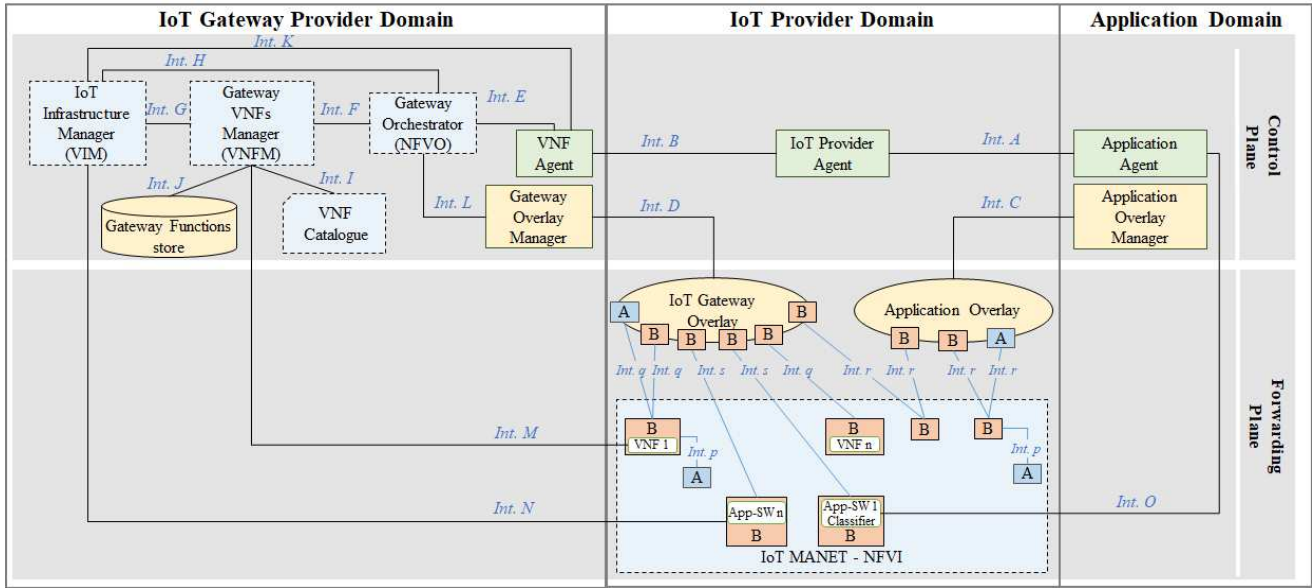 IoT Gateway Provider Domain
IoT Provider Domain
Application Domain
Int. K
Int. H
IoT
Infrastructure
Manager
(VIM)
Int. G
Gateway
VNFs
Manager
(VNFM)
Int. F
Gateway
Orchestrator
(NFVO)
Int. E
VNF
Agent
Int. B
IoT Provider
Agent
Int. A
Application
Agent
Control
Plane
Int. J
Int. I
Gateway Functions
store
VNF
Catalogue
Int. L
Gateway
Overlay
Manager
Int. D
Int. C
Application
Overlay
Manager
IoT Gateway
Overlay
A
B
B
B
B
B
Application Overlay
B
B
A
Int. q
Int. q
Int. s
Int. s
Int. q
Int. r
Int. r
Int. r
Int. r
Forwarding
Plane
Int. M
B
VNF 1
Int. p
A
B
VNF n
B
B
Int. p
A
Int. N
App-SW n
B
App-SW 1
Classifier
B
Int. O
IoT MANET - NFVI